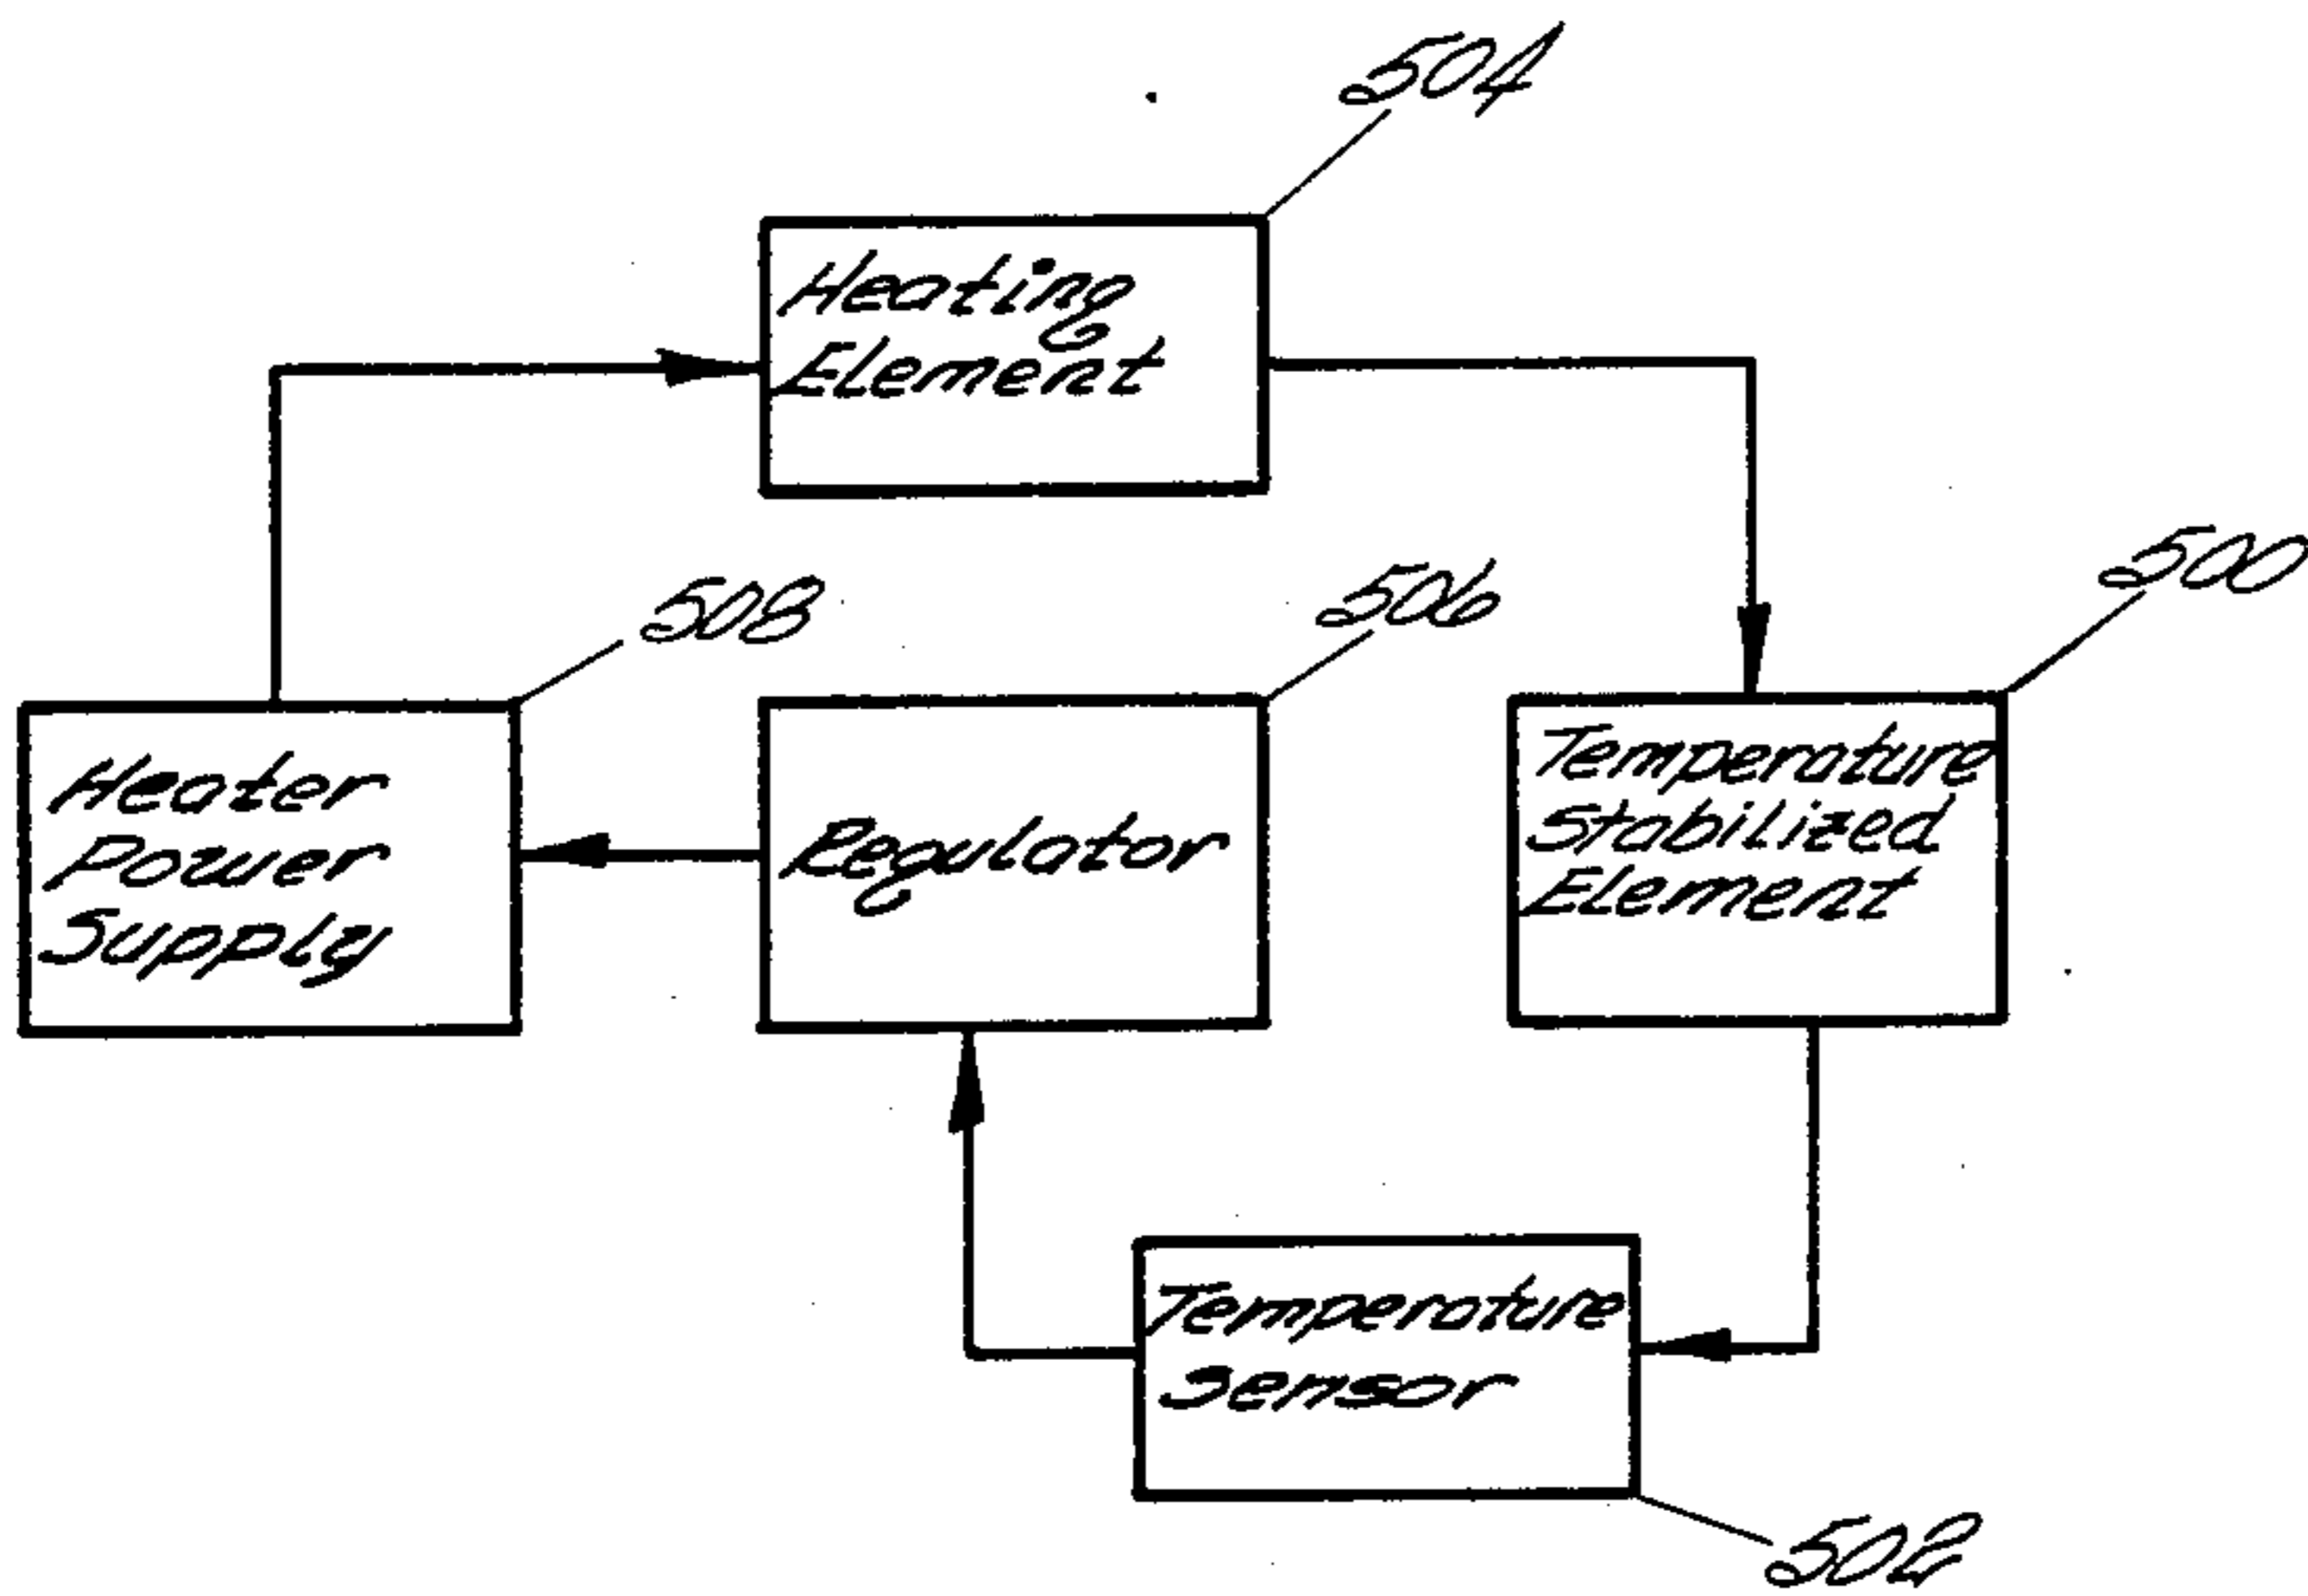 504
Heating
Element
508
506
500
Heater
Power
Supply
Regulator
Temperature
Stabilized
Element
Temperature
Sensor
502